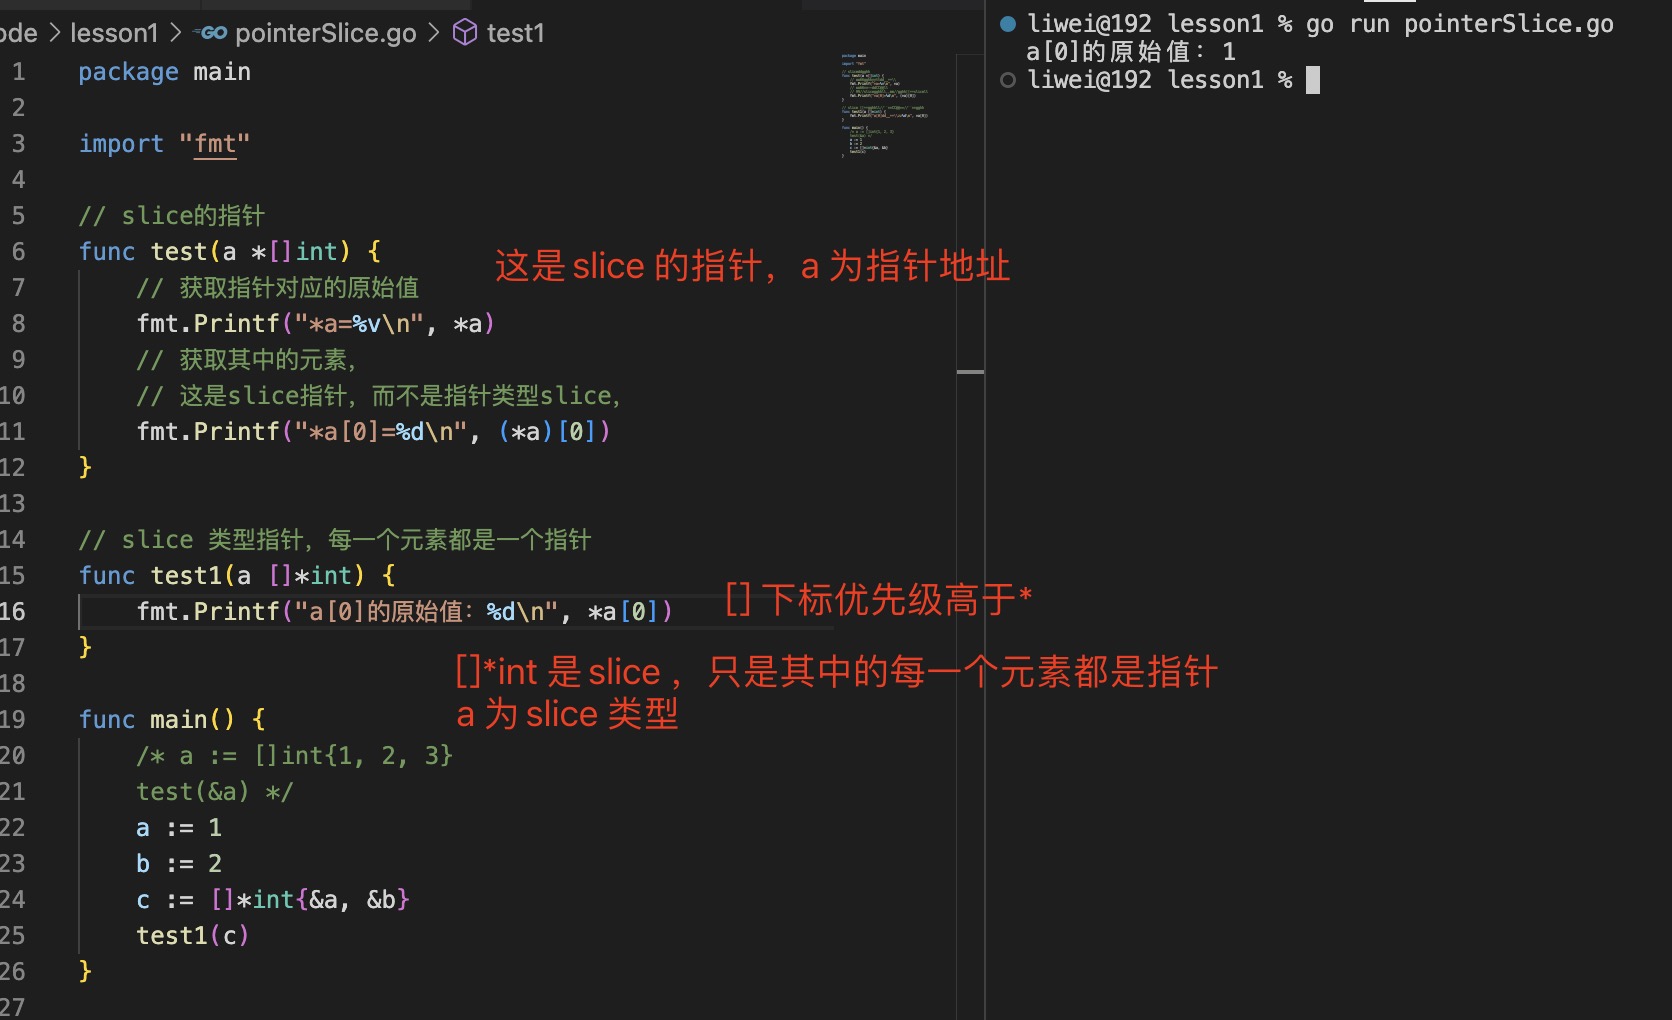 ode > lesson1 > GO pointerSlice.go > test1
1 package main
2
3 import "fmt"
4
5 // slice的指针
6 func test(a *[]int) {
这是 slice 的指针，a 为指针地址
7 // 获取指针对应的原始值
8 fmt.Printf("*a=%v\n", *a)
9 // 获取其中的元素，
10 // 这是slice指针，而不是指针类型slice，
11 fmt.Printf("*a[0]=%d\n", (*a)[0])
12 }
13
14 // slice 类型指针，每一个元素都是一个指针
15 func test1(a []*int) {
16 fmt.Printf("a[0]的原始值：%d\n", *a[0])
[] 下标优先级高于*
17 }
[]*int 是 slice ，只是其中的每一个元素都是指针
18
a 为 slice 类型
19 func main() {
20 /* a := []int{1, 2, 3}
21 test(&a) */
22 a := 1
23 b := 2
24 c := []*int{&a, &b}
25 test1(c)
26 }
27
liwei@192 lesson1 % go run pointerSlice.go
a[0]的原始值：1
liwei@192 lesson1 %